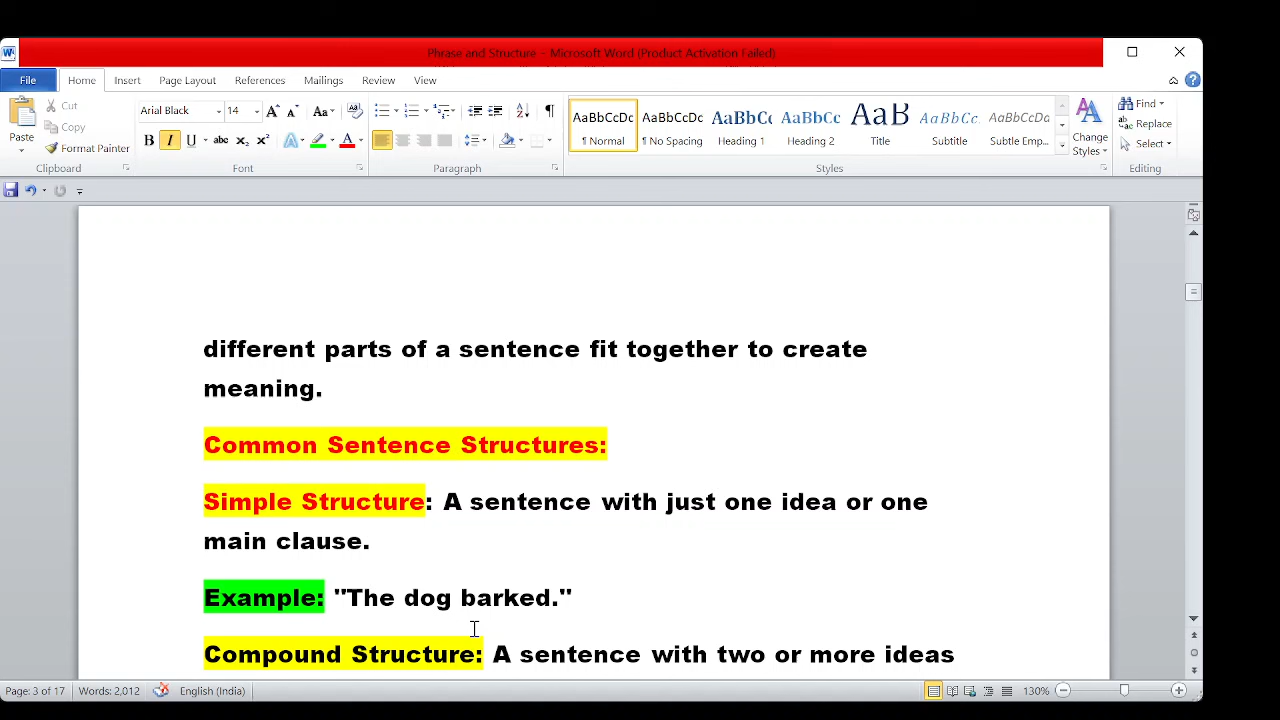 Phrase and Structure - Microsoft Word (Product Activation Failed)
File Home Insert Page Layout References Mailings Review View
Paste
Cut
Copy
Format Painter
Clipboard
Arial Black 14
Font
Paragraph
AaBbCcDc AaBbCcDc AaBbCc AaBbCc AaB AaBbCc. AaBbCcDc
¶ Normal ¶ No Spacing Heading 1 Heading 2 Title Subtitle Subtle Emp...
Change Styles
Styles
Find
Replace
Select
Editing
different parts of a sentence fit together to create
meaning.
Common Sentence Structures:
Simple Structure: A sentence with just one idea or one
main clause.
Example: "The dog barked."
Compound Structure: A sentence with two or more ideas
Page: 3 of 17 Words: 2,012 English (India) 130%